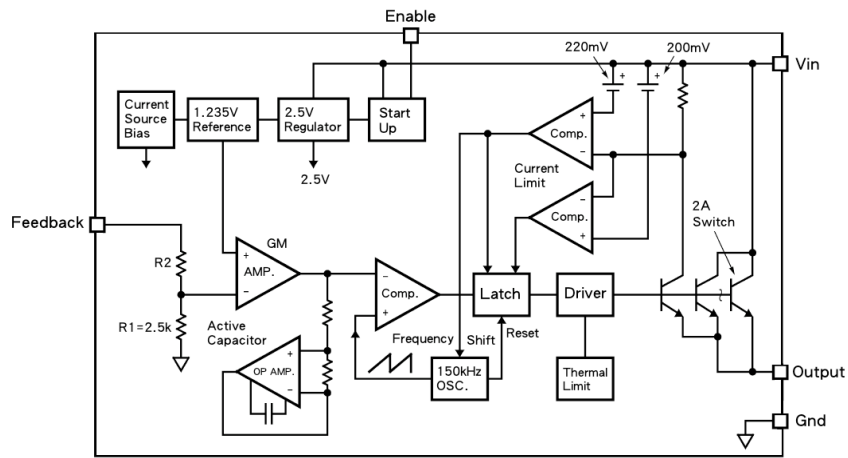 Enable
220mV
200mV
+
+
Vin
Current
Source
Bias
1.235V
Reference
2.5V
Regulator
Start
Up
+
Comp.
−
2.5V
Current
Limit
−
Comp.
+
2A
Switch
Feedback
GM
R2
+
AMP.
−
−
Comp.
+
Latch
Driver
R1=2.5k
Active
Capacitor
Frequency
Shift
Reset
+
OP AMP.
−
150kHz
OSC.
Thermal
Limit
Output
Gnd